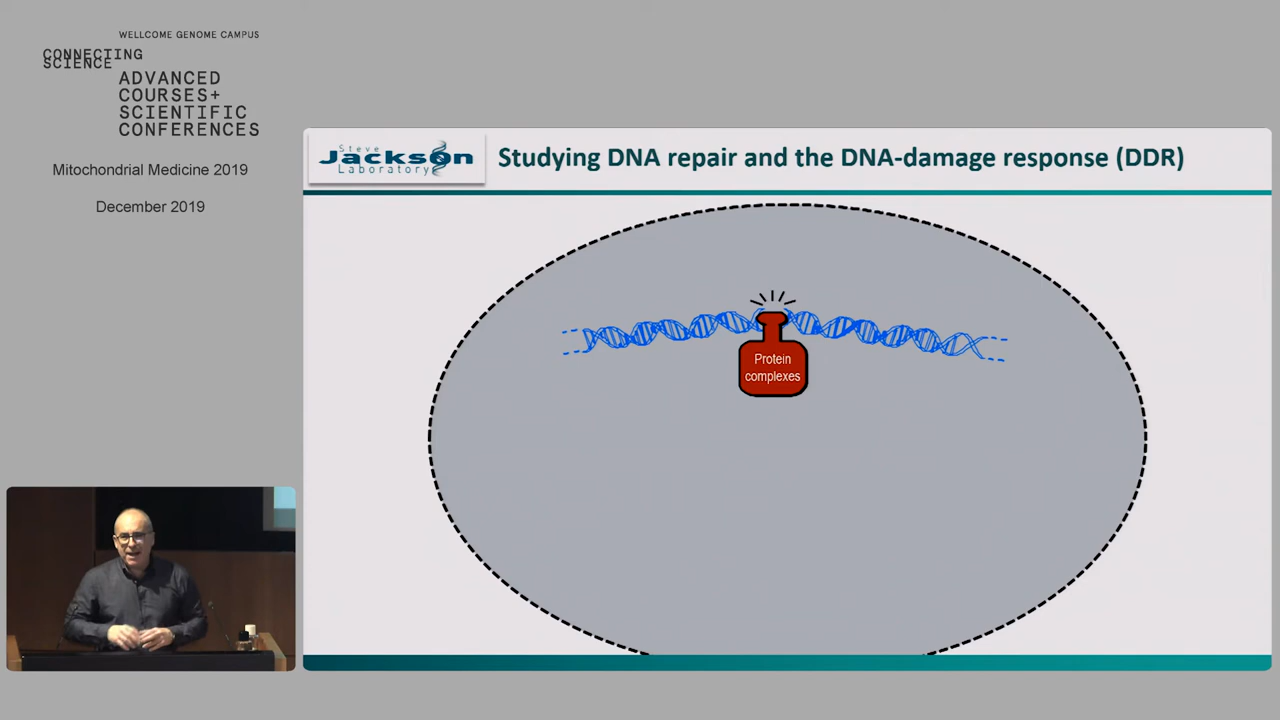 WELLCOME GENOME CAMPUS
CONNECTING
SCIENCE
ADVANCED
COURSES+
SCIENTIFIC
CONFERENCES
Mitochondrial Medicine 2019
December 2019
Steve
Jackson
Laboratory
Studying DNA repair and the DNA-damage response (DDR)
Protein
complexes